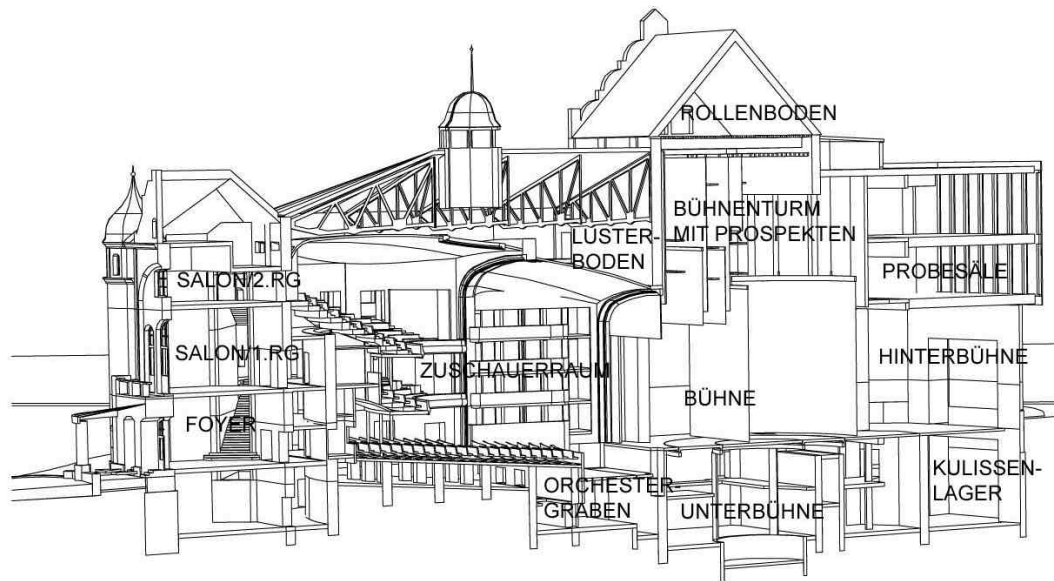 ROLLENBODEN
BÜHNENTURM
MIT PROSPEKTEN
LUSTER-
BODEN
PROBESÄLE
SALON/2.RG
SALON/1.RG
ZUSCHAUERRAUM
HINTERBÜHNE
BÜHNE
FOYER
ORCHESTER-
GRABEN
UNTERBÜHNE
KULISSEN-
LAGER